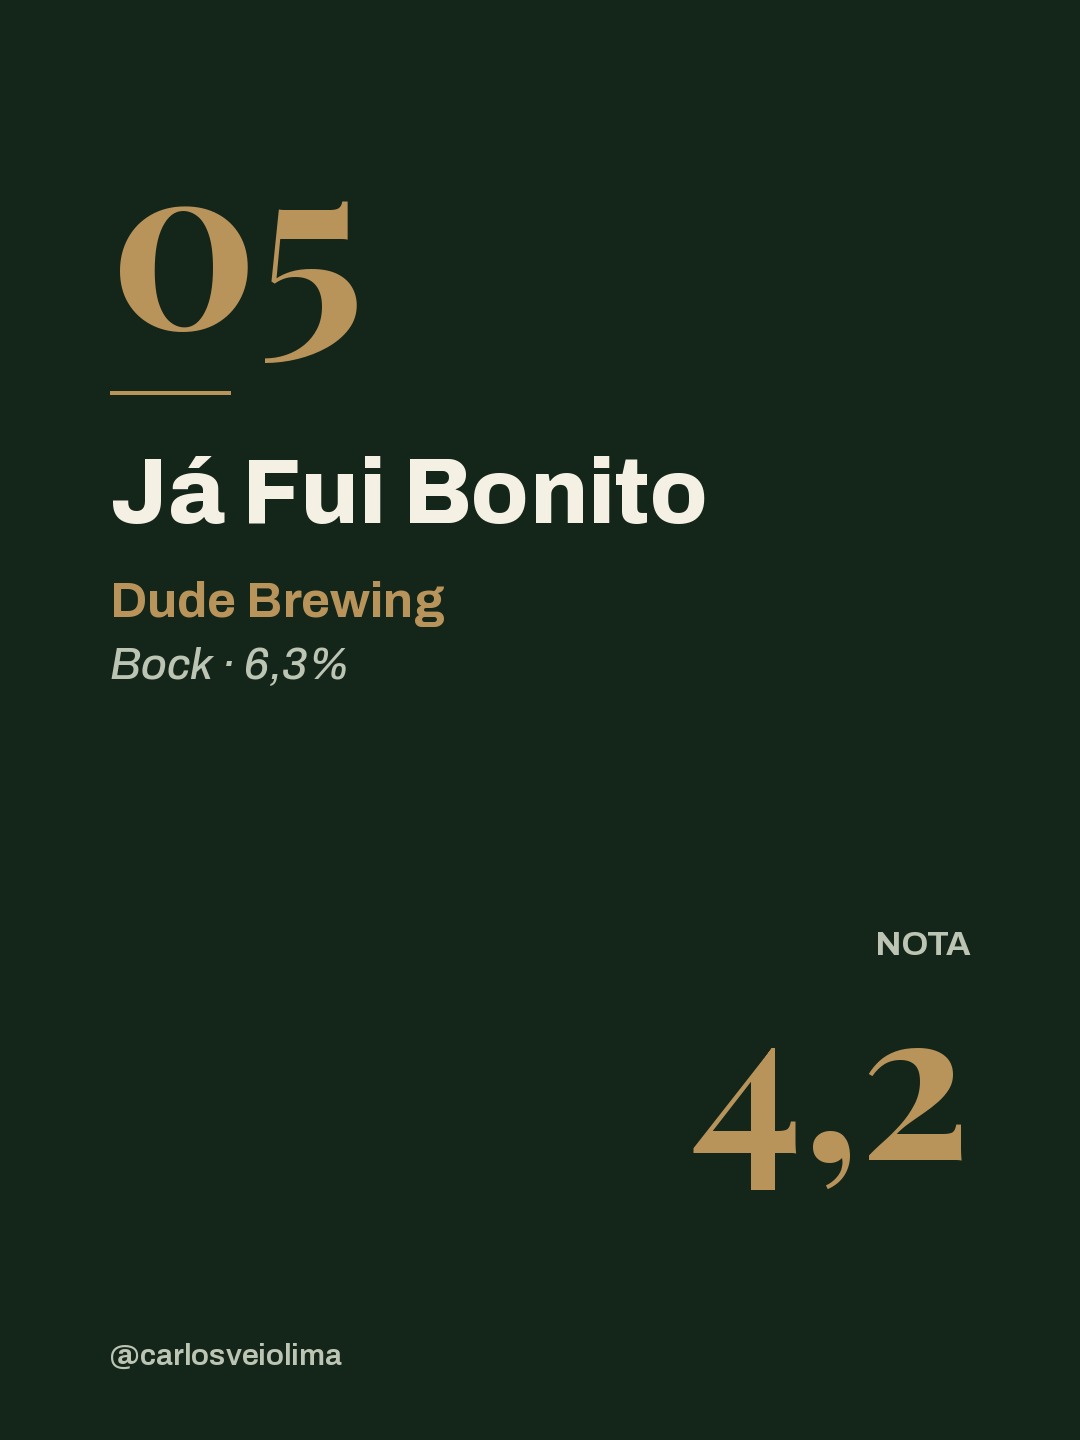 05
Já Fui Bonito
Dude Brewing
Bock · 6,3%
NOTA
4,2
@carlosveiolima